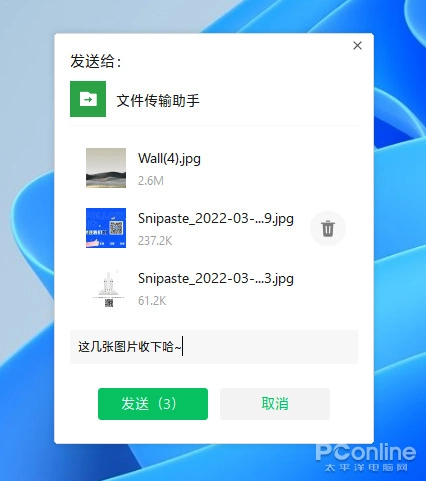 发送给：
文件传输助手
Wall(4).jpg
2.6M
Snipaste_2022-03-...9.jpg
237.2K
Snipaste_2022-03-...3.jpg
61.2K
这几张图片收下哈~
发送（3） 取消
PConline
太平洋电脑网